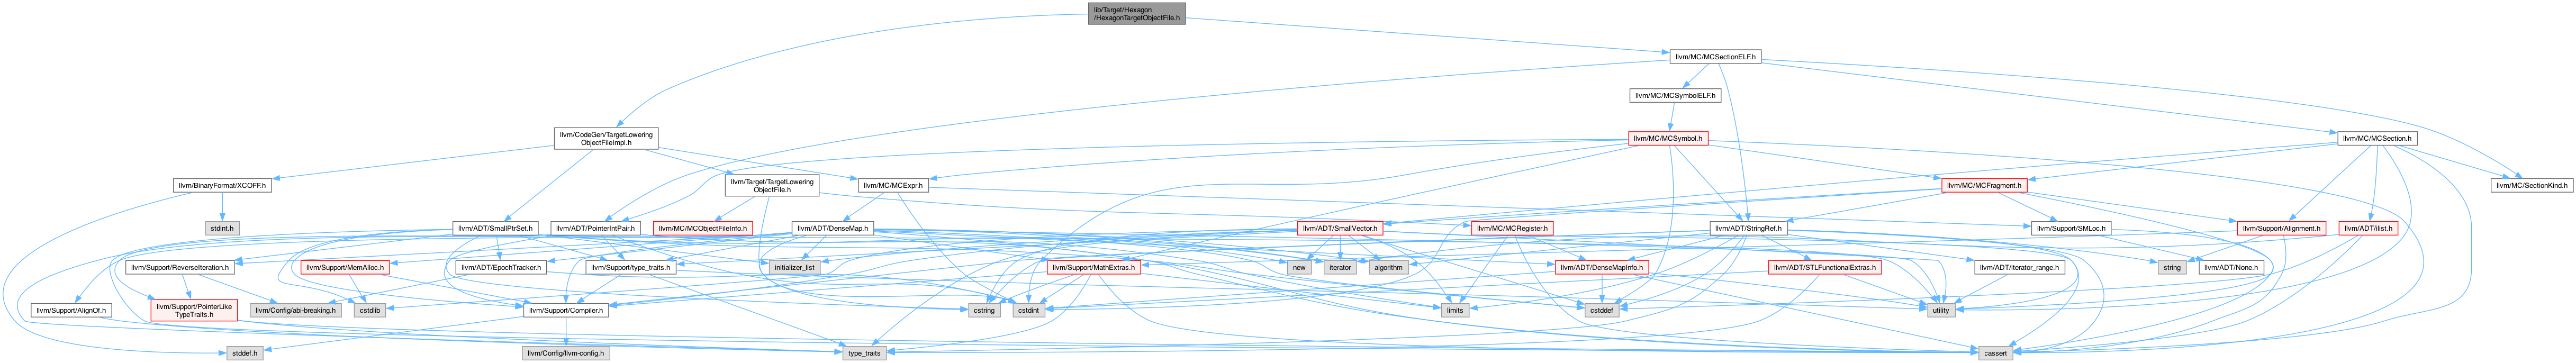 lib/Target/Hexagon
/HexagonTargetObjectFile.h
llvm/MC/MCSectionELF.h
llvm/MC/MCSymbolELF.h
llvm/CodeGen/TargetLowering
ObjectFileImpl.h
llvm/MC/MCSymbol.h
llvm/MC/MCSection.h
llvm/BinaryFormat/XCOFF.h
llvm/Target/TargetLowering
ObjectFile.h
llvm/MC/MCExpr.h
llvm/MC/MCFragment.h
llvm/MC/SectionKind.h
stdint.h
llvm/ADT/SmallPtrSet.h
llvm/ADT/PointerIntPair.h
llvm/MC/MCObjectFileInfo.h
llvm/ADT/DenseMap.h
llvm/ADT/SmallVector.h
llvm/MC/MCRegister.h
llvm/ADT/StringRef.h
llvm/Support/SMLoc.h
llvm/Support/Alignment.h
llvm/ADT/ilist.h
llvm/Support/ReverseIteration.h
llvm/Support/MemAlloc.h
llvm/ADT/EpochTracker.h
llvm/Support/type_traits.h
initializer_list
llvm/Support/MathExtras.h
new
iterator
algorithm
llvm/ADT/DenseMapInfo.h
llvm/ADT/STLFunctionalExtras.h
llvm/ADT/iterator_range.h
string
llvm/ADT/None.h
llvm/Support/AlignOf.h
llvm/Support/PointerLike
TypeTraits.h
llvm/Config/abi-breaking.h
cstdlib
llvm/Support/Compiler.h
cstring
cstdint
limits
cstddef
utility
stddef.h
llvm/Config/llvm-config.h
type_traits
cassert